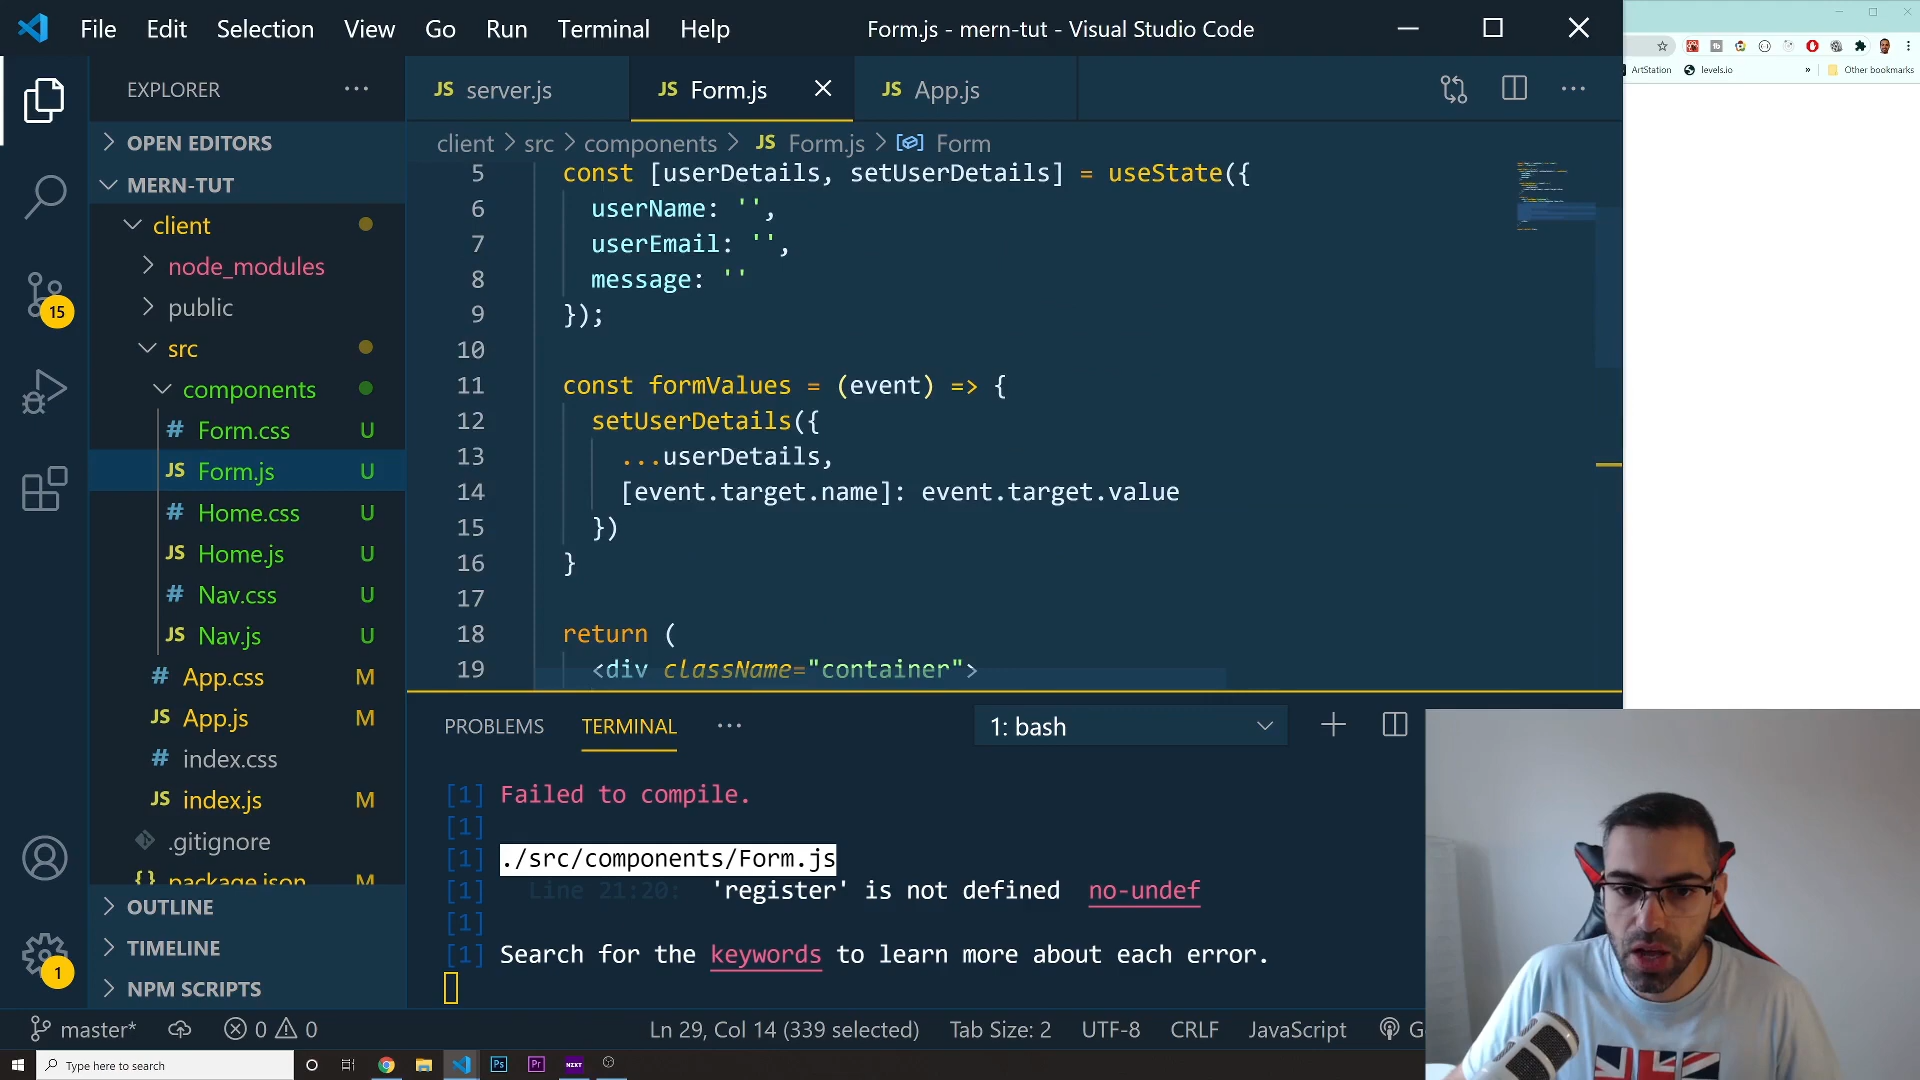 File Edit Selection View Go Run Terminal Help
Form.js - mern-tut - Visual Studio Code
EXPLORER
OPEN EDITORS
MERN-TUT
client
node_modules
public
src
components
# Form.css U
JS Form.js U
# Home.css U
JS Home.js U
# Nav.css U
JS Nav.js U
# App.css M
JS App.js M
# index.css
JS index.js M
.gitignore
{} package.json M
OUTLINE
TIMELINE
NPM SCRIPTS
15
1
JS server.js
JS Form.js
JS App.js
client > src > components > JS Form.js > Form
5 const [userDetails, setUserDetails] = useState({
6 userName: '',
7 userEmail: '',
8 message: ''
9 });
10
11 const formValues = (event) => {
12 setUserDetails({
13 ...userDetails,
14 [event.target.name]: event.target.value
15 })
16 }
17
18 return (
19 <div className="container">
PROBLEMS TERMINAL ···
1: bash
[1] Failed to compile.
[1]
[1] ./src/components/Form.js
[1] Line 21:20: 'register' is not defined no-undef
[1]
[1] Search for the keywords to learn more about each error.
master* 0 0
Ln 29, Col 14 (339 selected) Tab Size: 2 UTF-8 CRLF JavaScript G
Type here to search
Ps Pr NZXT
ArtStation levels.io » Other bookmarks